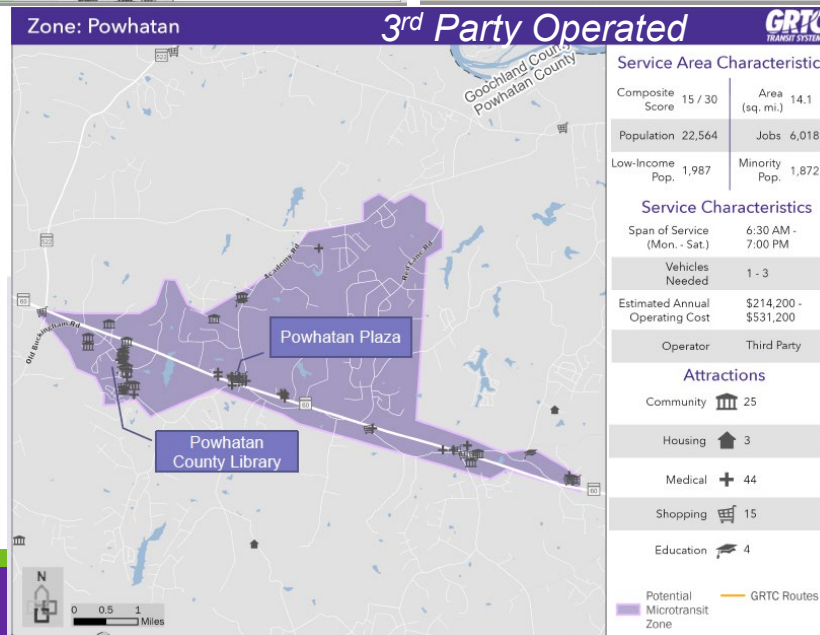 Zone: Powhatan
3rd Party Operated
GRTC
TRANSIT SYSTEM
522
Goochland County
Powhatan County
522
Academy Rd
Red Lane Rd
60
Old Buckingham Rd
Powhatan Plaza
60
Powhatan
County Library
60
N
0 0.5 1
Miles
Service Area Characteristic
Composite
Score
15 / 30
Area
(sq. mi.)
14.1
Population 22,564
Jobs 6,018
Low-Income
Pop.
1,987
Minority
Pop.
1,872
Service Characteristics
Span of Service
(Mon. - Sat.)
6:30 AM -
7:00 PM
Vehicles
Needed
1 - 3
Estimated Annual
Operating Cost
$214,200 -
$531,200
Operator Third Party
Attractions
Community 25
Housing 3
Medical 44
Shopping 15
Education 4
Potential
Microtransit
Zone
GRTC Routes